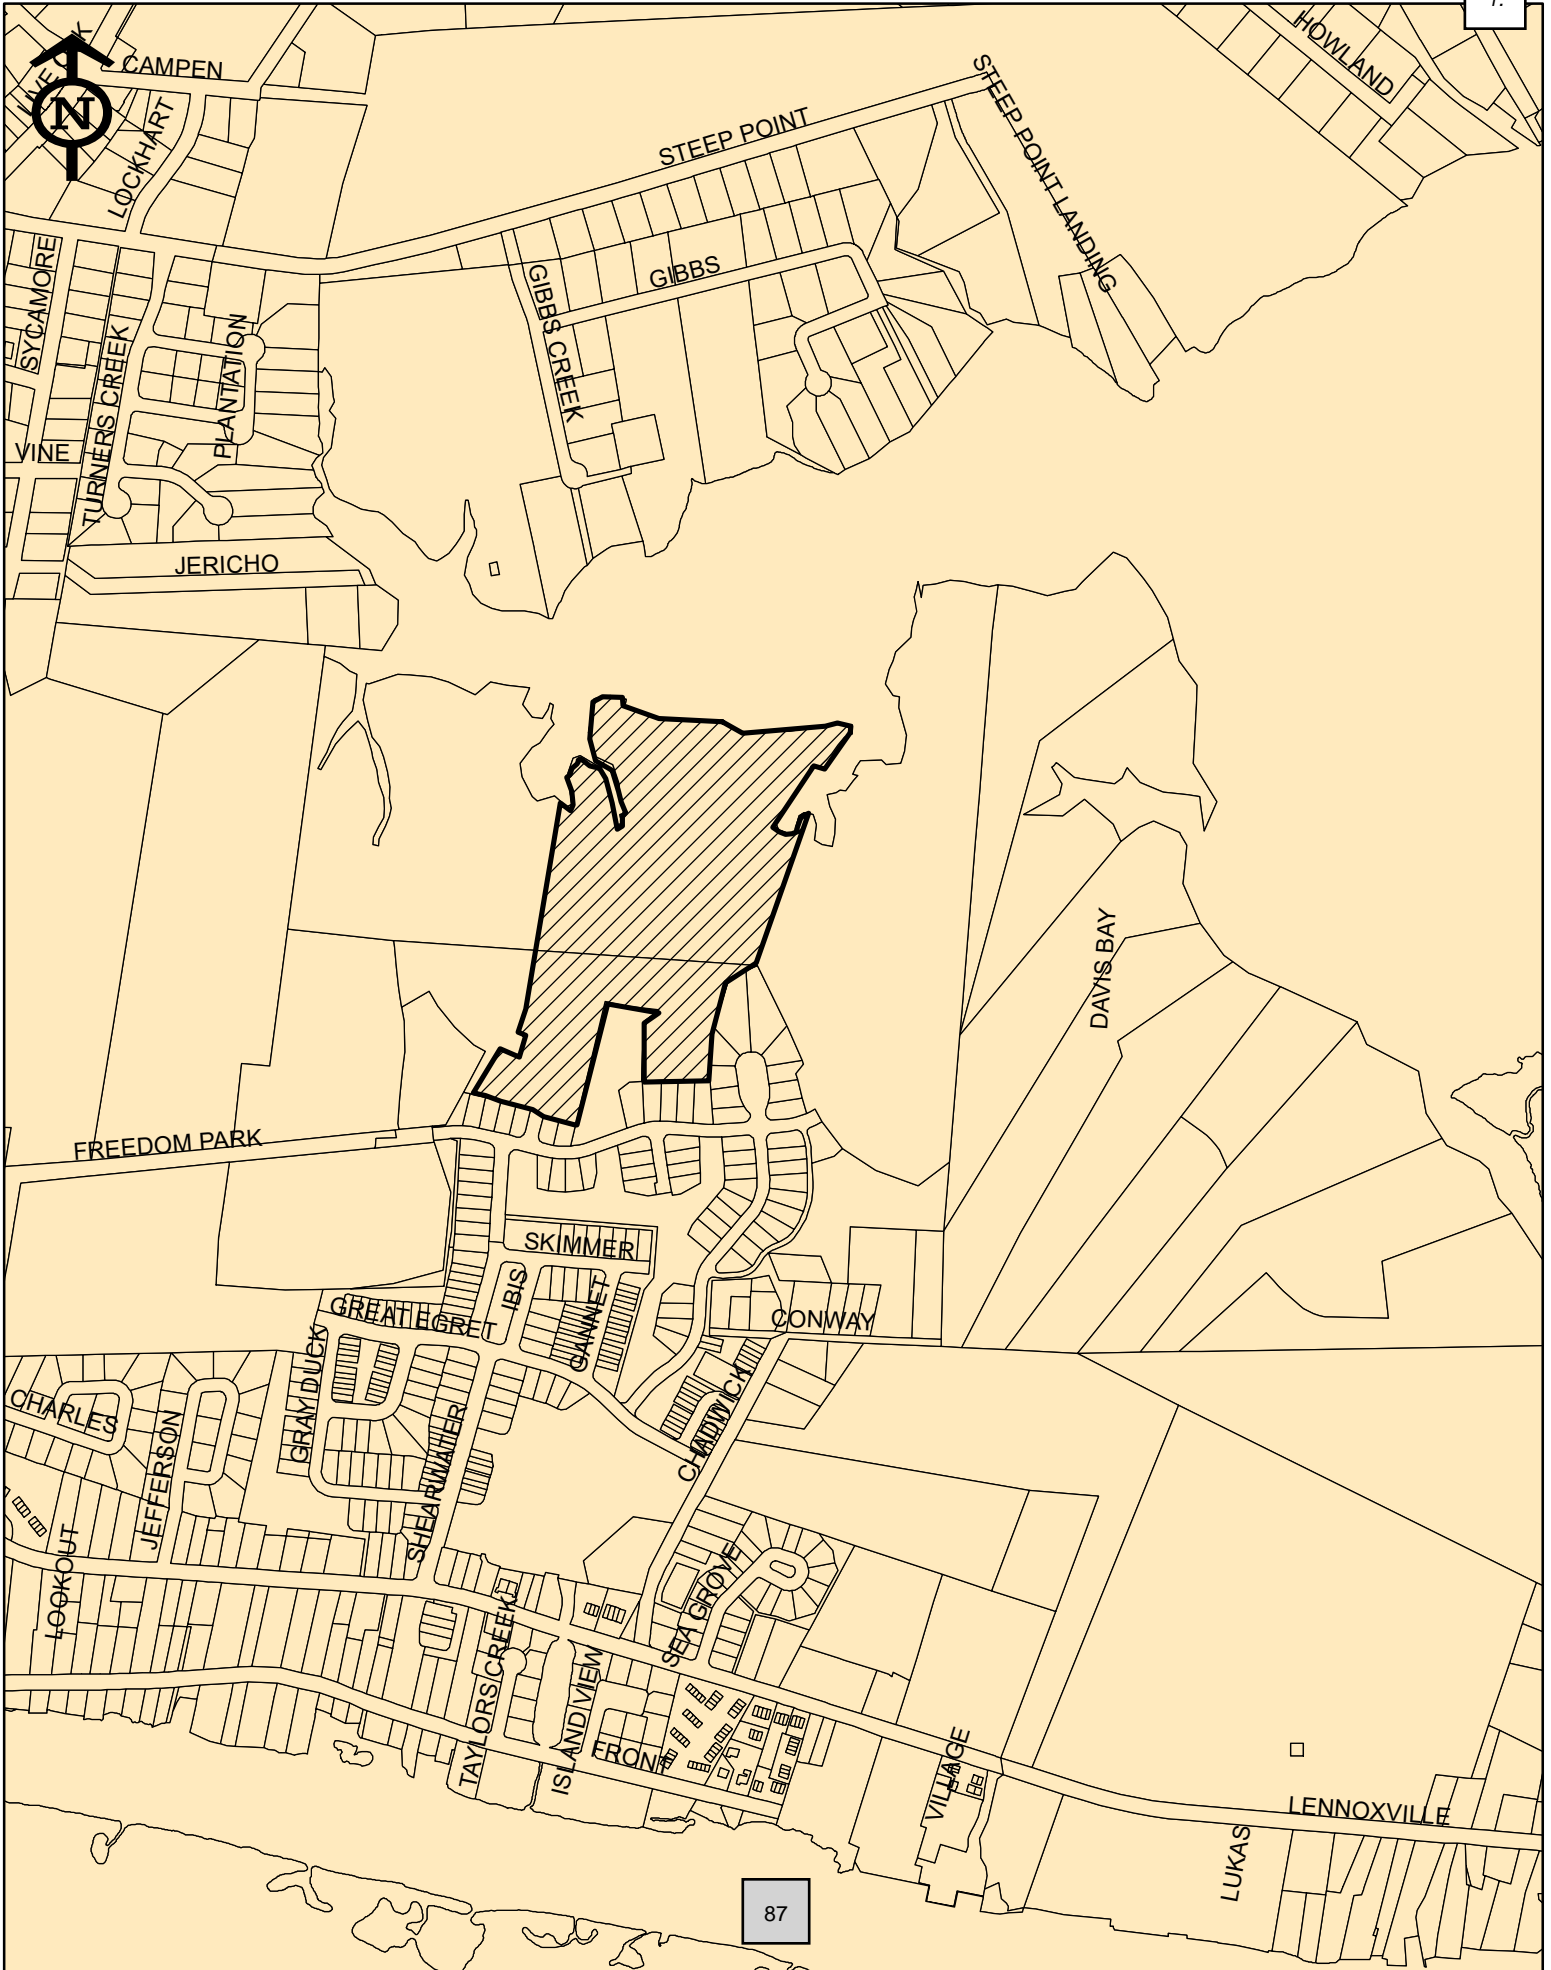 1.
HOWLAND
CAMPEN
N
LOCKHART
STEEP POINT
STEEP POINT LANDING
SYCAMORE
GIBBS
GIBBS CREEK
PLANTATION
TURNERS CREEK
VINE
JERICHO
DAVIS BAY
FREEDOM PARK
SKIMMER
IBIS
GANNET
GREAT EGRET
CONWAY
GRAY DUCK
CHARLES
CHADWICK
JEFFERSON
SHEARWATER
LOOKOUT
SEA GROVE
TAYLORS CREEK
ISLAND VIEW
FRONT
VILLAGE
LENNOXVILLE
LUKAS
87